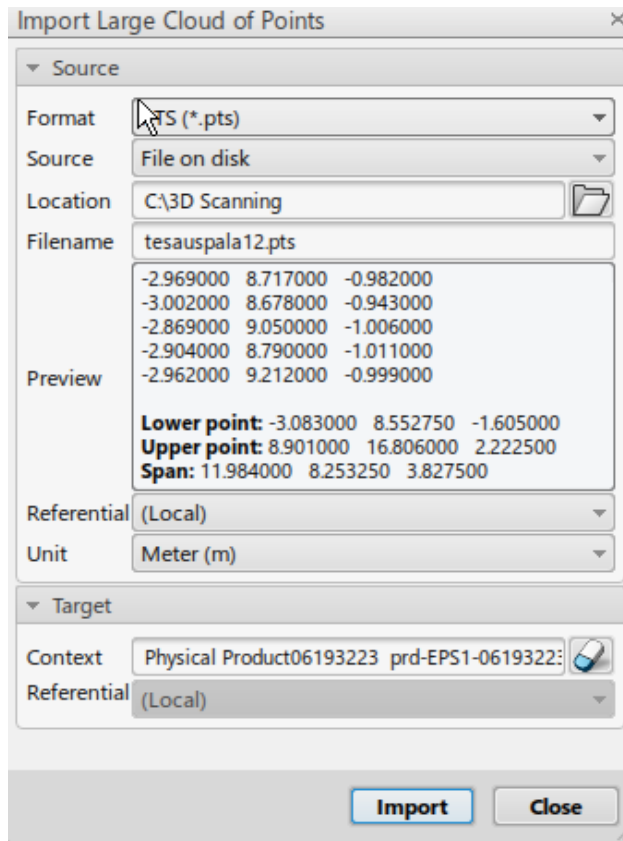 Import Large Cloud of Points
Source
Format TS (*.pts)
Source File on disk
Location C:\3D Scanning
Filename tesauspala12.pts
Preview
-2.969000 8.717000 -0.982000
-3.002000 8.678000 -0.943000
-2.869000 9.050000 -1.006000
-2.904000 8.790000 -1.011000
-2.962000 9.212000 -0.999000
Lower point: -3.083000 8.552750 -1.605000
Upper point: 8.901000 16.806000 2.222500
Span: 11.984000 8.253250 3.827500
Referential (Local)
Unit Meter (m)
Target
Context Physical Product06193223 prd-EPS1-06193223
Referential (Local)
Import Close